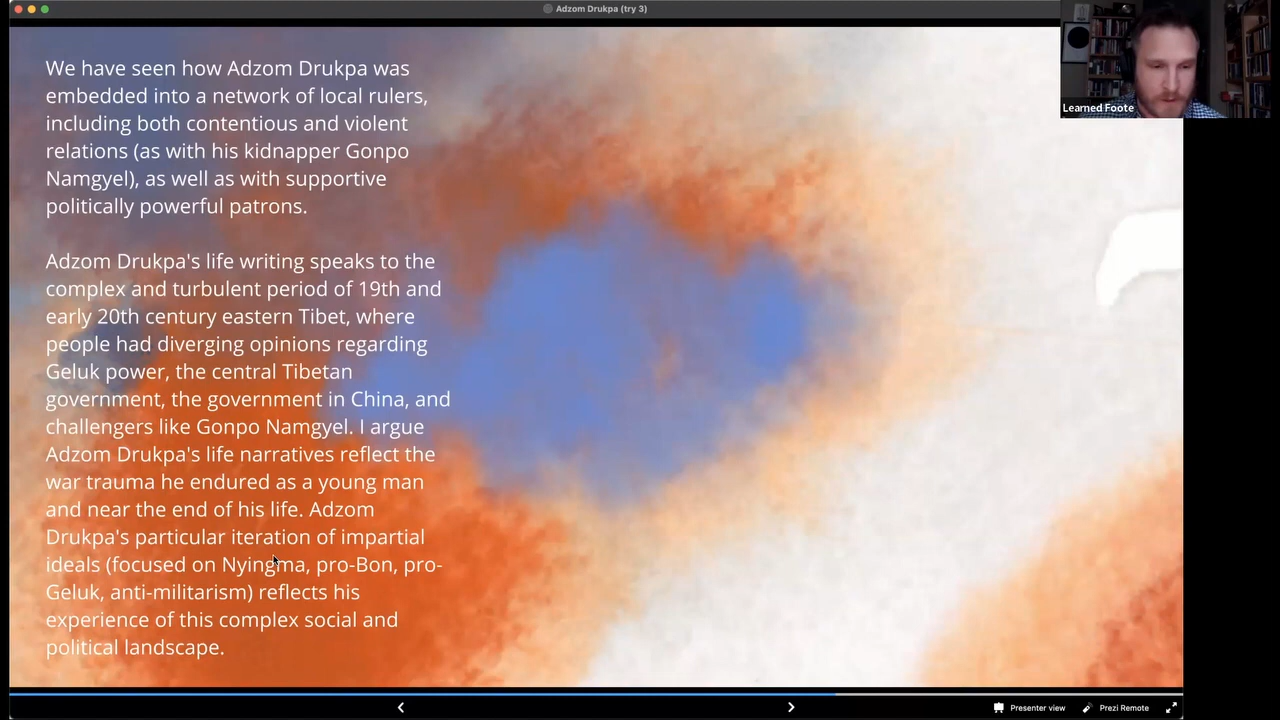 Adzom Drukpa (try 3)
Learned Foote
We have seen how Adzom Drukpa was
embedded into a network of local rulers,
including both contentious and violent
relations (as with his kidnapper Gonpo
Namgyel), as well as with supportive
politically powerful patrons.
Adzom Drukpa's life writing speaks to the
complex and turbulent period of 19th and
early 20th century eastern Tibet, where
people had diverging opinions regarding
Geluk power, the central Tibetan
government, the government in China, and
challengers like Gonpo Namgyel. I argue
Adzom Drukpa's life narratives reflect the
war trauma he endured as a young man
and near the end of his life. Adzom
Drukpa's particular iteration of impartial
ideals (focused on Nyingma, pro-Bon, pro-
Geluk, anti-militarism) reflects his
experience of this complex social and
political landscape.
Presenter view
Prezi Remote